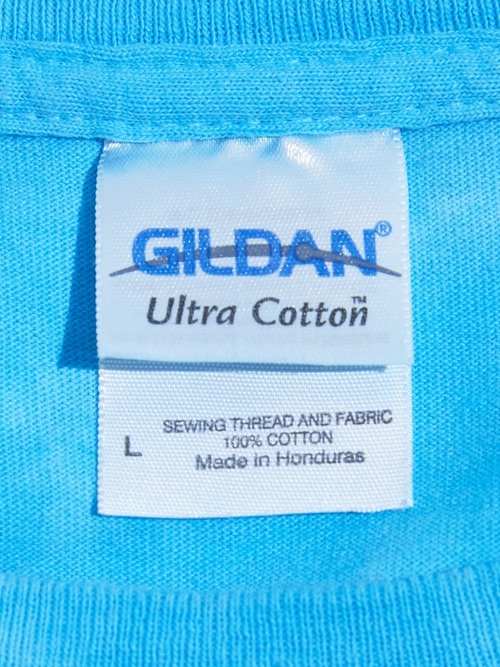 GILDAN®
Ultra Cotton™
SEWING THREAD AND FABRIC
100% COTTON
L
Made in Honduras